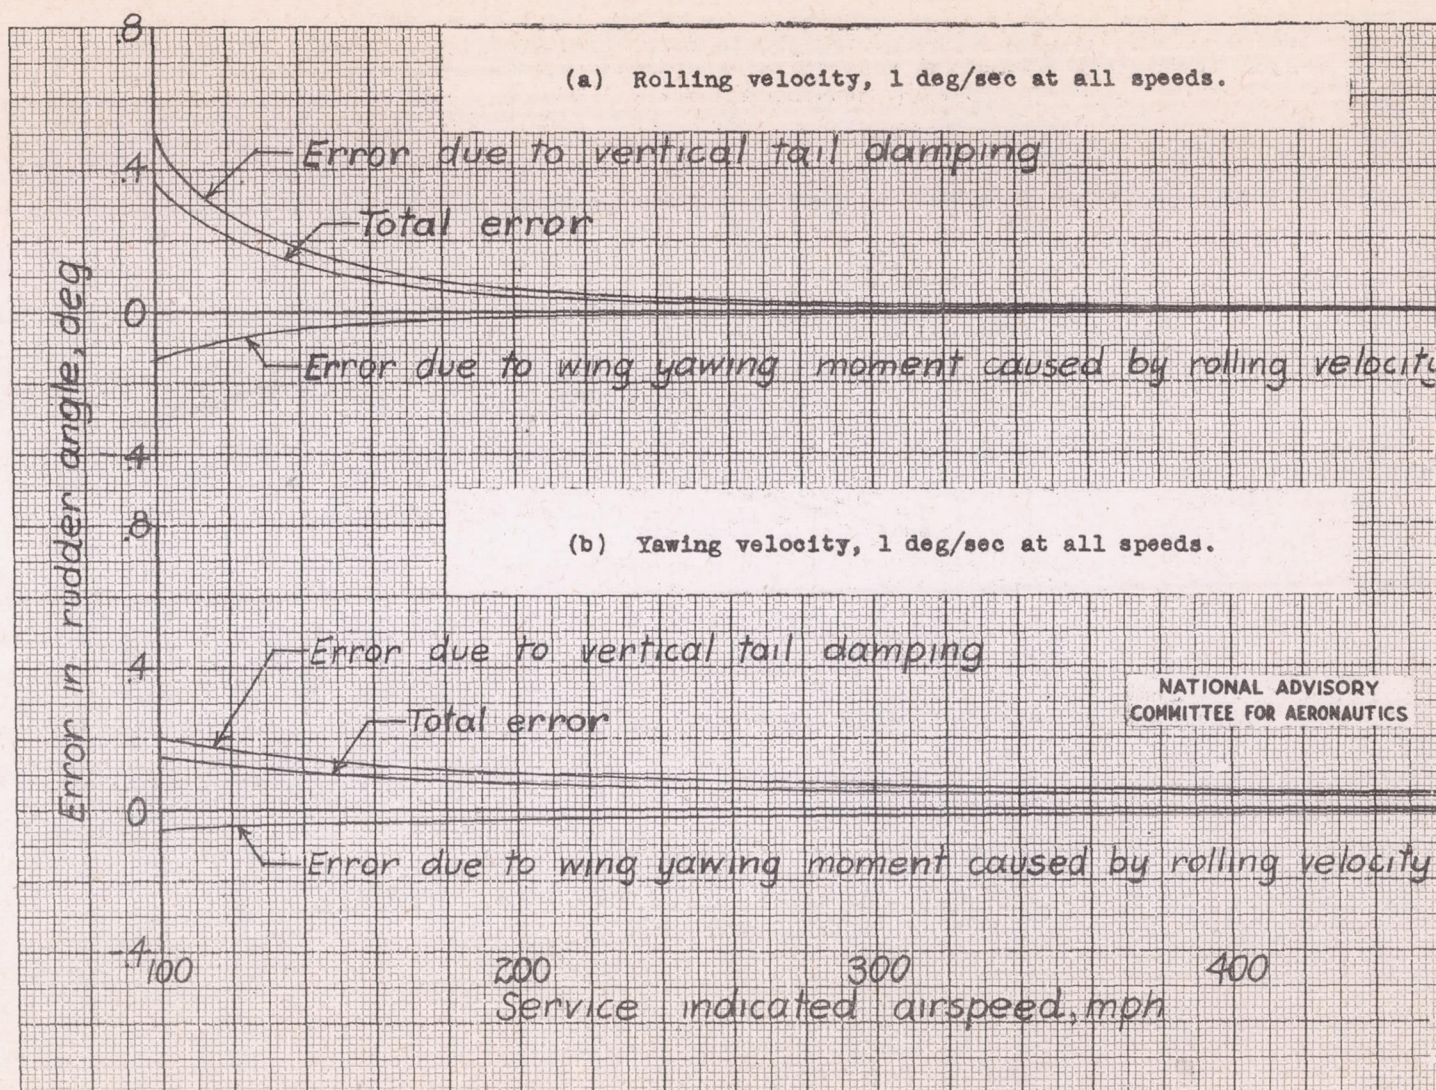 .8
(a) Rolling velocity, 1 deg/sec at all speeds.
Error due to vertical tail damping
.4
Total error
0
Error due to wing yawing moment caused by rolling velocity
-.4
Error in rudder angle, deg
.8
(b) Yawing velocity, 1 deg/sec at all speeds.
Error due to vertical tail damping
.4
NATIONAL ADVISORY
COMMITTEE FOR AERONAUTICS
Total error
0
Error due to wing yawing moment caused by rolling velocity
-.4
100 200 300 400
Service indicated airspeed, mph